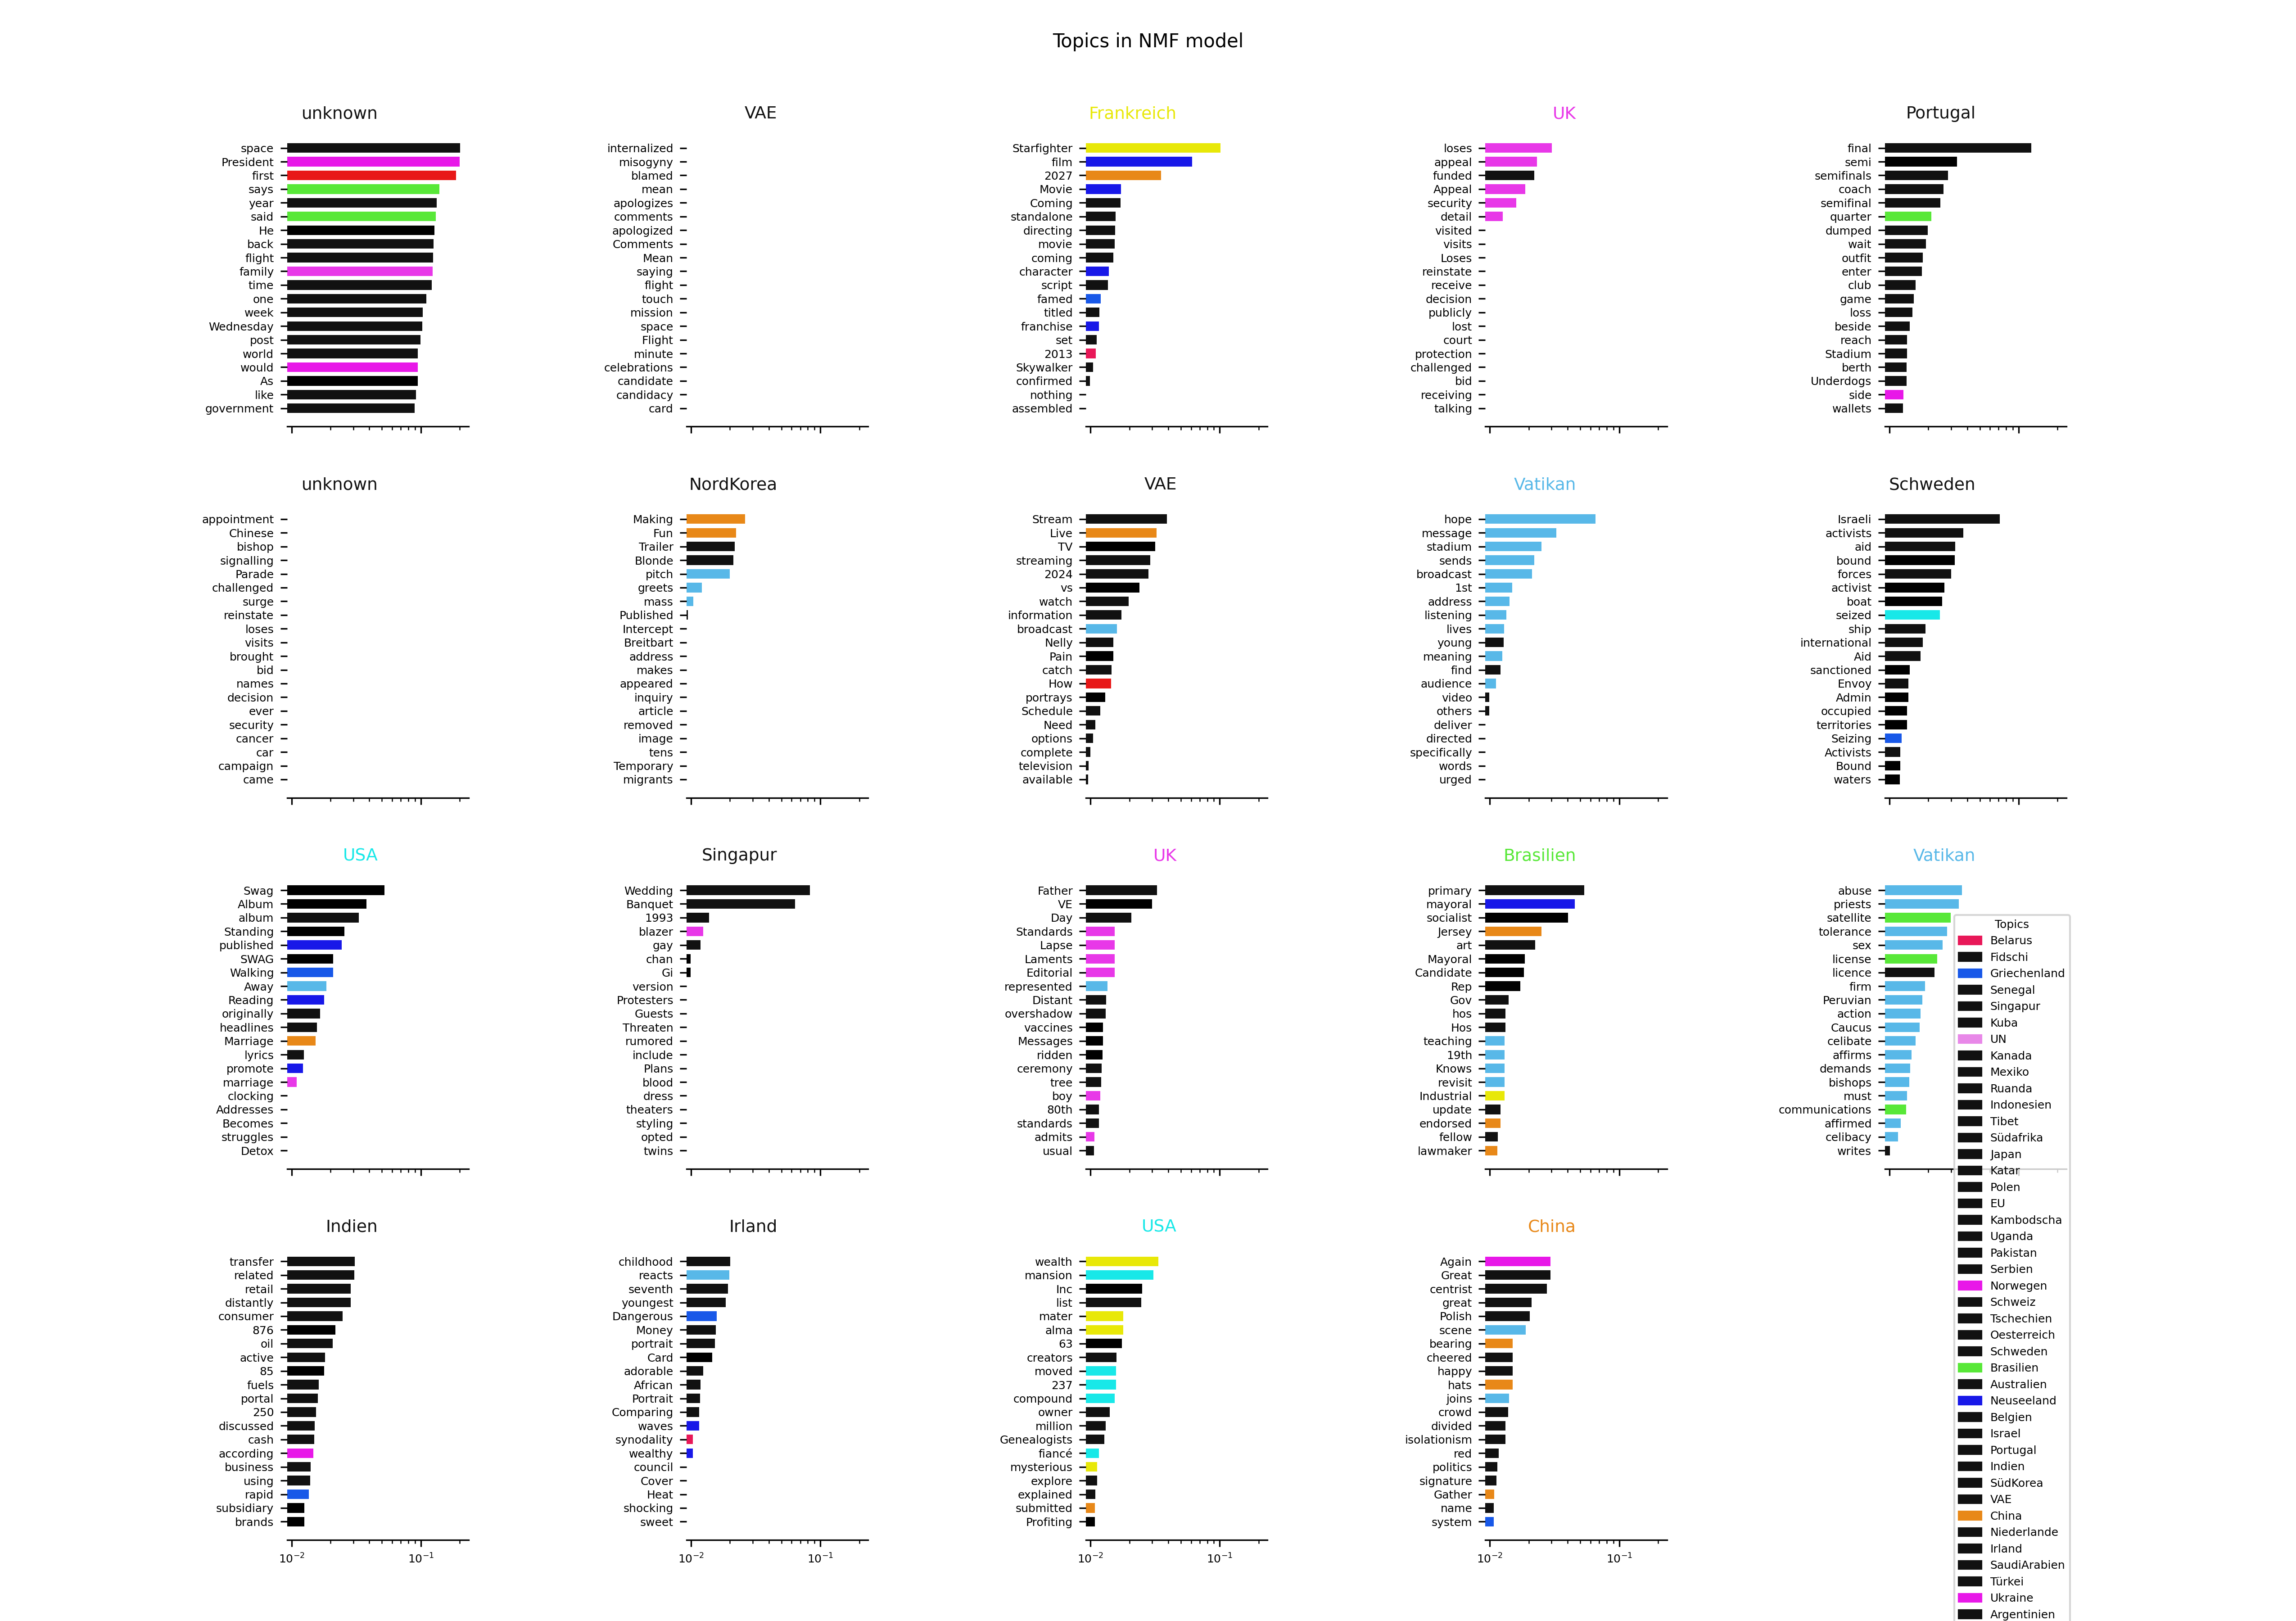 Topics in NMF model
unknown
space
President
first
says
year
said
He
back
flight
family
time
one
week
Wednesday
post
world
would
As
like
government
VAE
internalized
misogyny
blamed
mean
apologizes
comments
apologized
Comments
Mean
saying
flight
touch
mission
space
Flight
minute
celebrations
candidate
candidacy
card
Frankreich
Starfighter
film
2027
Movie
Coming
standalone
directing
movie
coming
character
script
famed
titled
franchise
set
2013
Skywalker
confirmed
nothing
assembled
UK
loses
appeal
funded
Appeal
security
detail
visited
visits
Loses
reinstate
receive
decision
publicly
lost
court
protection
challenged
bid
receiving
talking
Portugal
final
semi
semifinals
coach
semifinal
quarter
dumped
wait
outfit
enter
club
game
loss
beside
reach
Stadium
berth
Underdogs
side
wallets
unknown
appointment
Chinese
bishop
signalling
Parade
challenged
surge
reinstate
loses
visits
brought
bid
names
decision
ever
security
cancer
car
campaign
came
NordKorea
Making
Fun
Trailer
Blonde
pitch
greets
mass
Published
Intercept
Breitbart
address
makes
appeared
inquiry
article
removed
image
tens
Temporary
migrants
VAE
Stream
Live
TV
streaming
2024
vs
watch
information
broadcast
Nelly
Pain
catch
How
portrays
Schedule
Need
options
complete
television
available
Vatikan
hope
message
stadium
sends
broadcast
1st
address
listening
lives
young
meaning
find
audience
video
others
deliver
directed
specifically
words
urged
Schweden
Israeli
activists
aid
bound
forces
activist
boat
seized
ship
international
Aid
sanctioned
Envoy
Admin
occupied
territories
Seizing
Activists
Bound
waters
USA
Swag
Album
album
Standing
published
SWAG
Walking
Away
Reading
originally
headlines
Marriage
lyrics
promote
marriage
clocking
Addresses
Becomes
struggles
Detox
Singapur
Wedding
Banquet
1993
blazer
gay
chan
Gi
version
Protesters
Guests
Threaten
rumored
include
Plans
blood
dress
theaters
styling
opted
twins
UK
Father
VE
Day
Standards
Lapse
Laments
Editorial
represented
Distant
overshadow
vaccines
Messages
ridden
ceremony
tree
boy
80th
standards
admits
usual
Brasilien
primary
mayoral
socialist
Jersey
art
Mayoral
Candidate
Rep
Gov
hos
Hos
teaching
19th
Knows
revisit
Industrial
update
endorsed
fellow
lawmaker
Vatikan
abuse
priests
satellite
tolerance
sex
license
licence
firm
Peruvian
action
Caucus
celibate
affirms
demands
bishops
must
communications
affirmed
celibacy
writes
Indien
transfer
related
retail
distantly
consumer
876
oil
active
85
fuels
portal
250
discussed
cash
according
business
using
rapid
subsidiary
brands
10⁻² 10⁻¹
Irland
childhood
reacts
seventh
youngest
Dangerous
Money
portrait
Card
adorable
African
Portrait
Comparing
waves
synodality
wealthy
council
Cover
Heat
shocking
sweet
10⁻² 10⁻¹
USA
wealth
mansion
Inc
list
mater
alma
63
creators
moved
237
compound
owner
million
Genealogists
fiancé
mysterious
explore
explained
submitted
Profiting
10⁻² 10⁻¹
China
Again
Great
centrist
great
Polish
scene
bearing
cheered
happy
hats
joins
crowd
divided
isolationism
red
politics
signature
Gather
name
system
10⁻² 10⁻¹
Topics
Belarus
Fidschi
Griechenland
Senegal
Singapur
Kuba
UN
Kanada
Mexiko
Ruanda
Indonesien
Tibet
Südafrika
Japan
Katar
Polen
EU
Kambodscha
Uganda
Pakistan
Serbien
Norwegen
Schweiz
Tschechien
Oesterreich
Schweden
Brasilien
Australien
Neuseeland
Belgien
Israel
Portugal
Indien
SüdKorea
VAE
China
Niederlande
Irland
SaudiArabien
Türkei
Ukraine
Argentinien